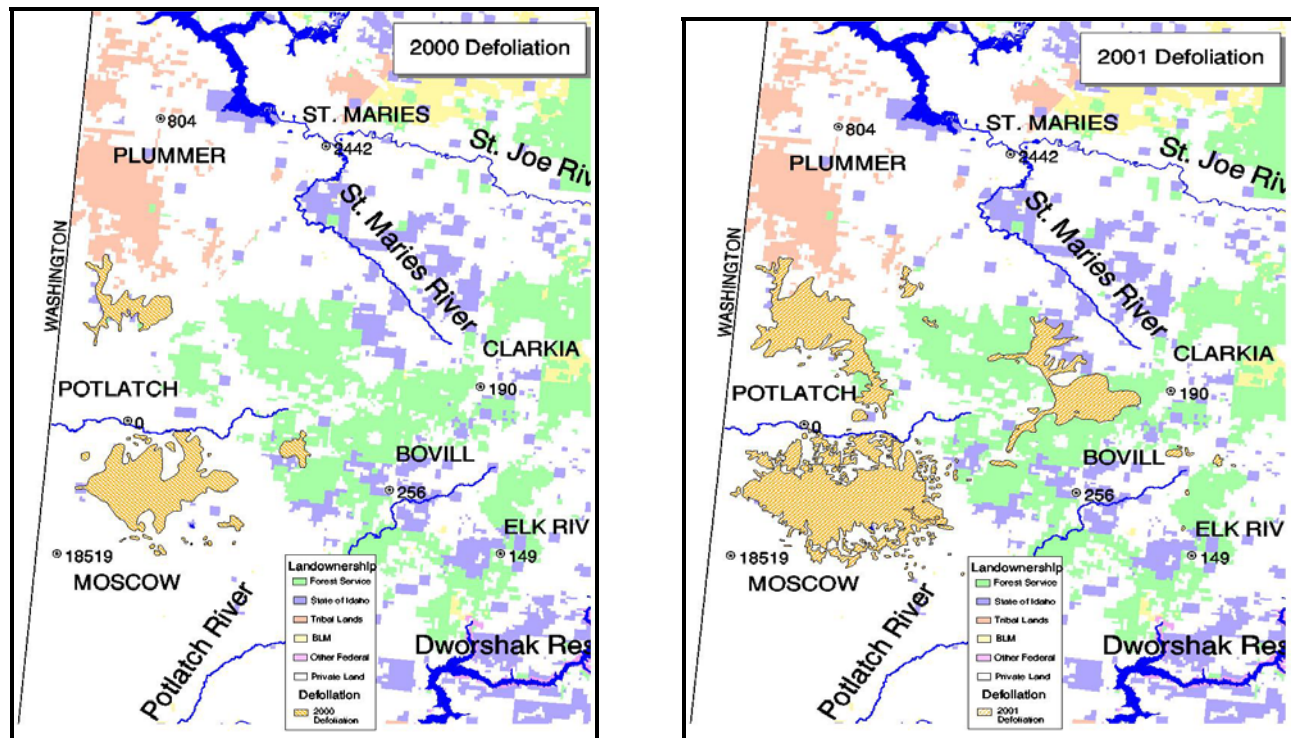 2000 Defoliation
804
ST. MARIES
2442
PLUMMER
St. Joe Riv
WASHINGTON
St. Maries River
CLARKIA
190
POTLATCH
0
BOVILL
256
ELK RIV
18519
149
MOSCOW
Landownership
Forest Service
State of Idaho
Tribal Lands
BLM
Other Federal
Private Land
Defoliation
2000
Defoliation
Potlatch River
Dworshak Res
2001 Defoliation
804
ST. MARIES
2442
PLUMMER
St. Joe Riv
WASHINGTON
St. Maries River
CLARKIA
190
POTLATCH
0
BOVILL
256
ELK RIV
18519
149
MOSCOW
Landownership
Forest Service
State of Idaho
Tribal Lands
BLM
Other Federal
Private Land
Defoliation
2001
Defoliation
Potlatch River
Dworshak Res